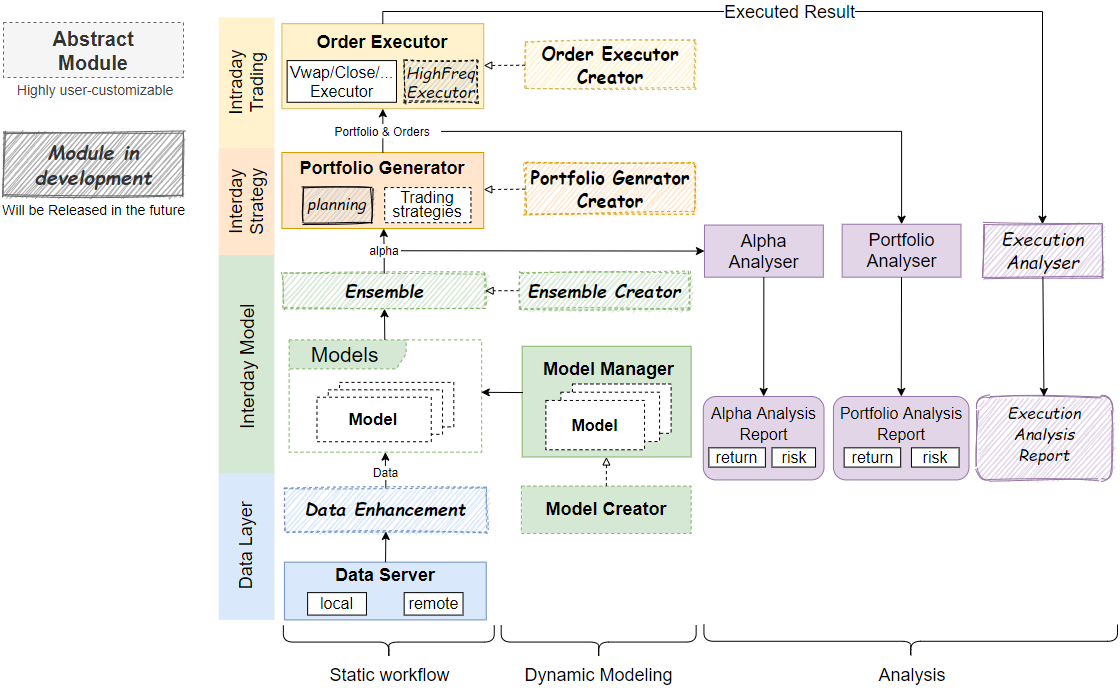 Abstract
Module
Highly user-customizable
Module in
development
Will be Released in the future
Intraday
Trading
Interday
Strategy
Interday Model
Data Layer
Executed Result
Order Executor
Vwap/Close/...
Executor
HighFreq
Executor
Order Executor
Creator
Portfolio & Orders
Portfolio Generator
planning
Trading
strategies
Portfolio Genrator
Creator
alpha
Alpha
Analyser
Portfolio
Analyser
Execution
Analyser
Ensemble
Ensemble Creator
Models
Model
Model Manager
Model
Alpha Analysis
Report
return
risk
Portfolio Analysis
Report
return
risk
Execution
Analysis
Report
Data
Data Enhancement
Model Creator
Data Server
local
remote
Static workflow
Dynamic Modeling
Analysis